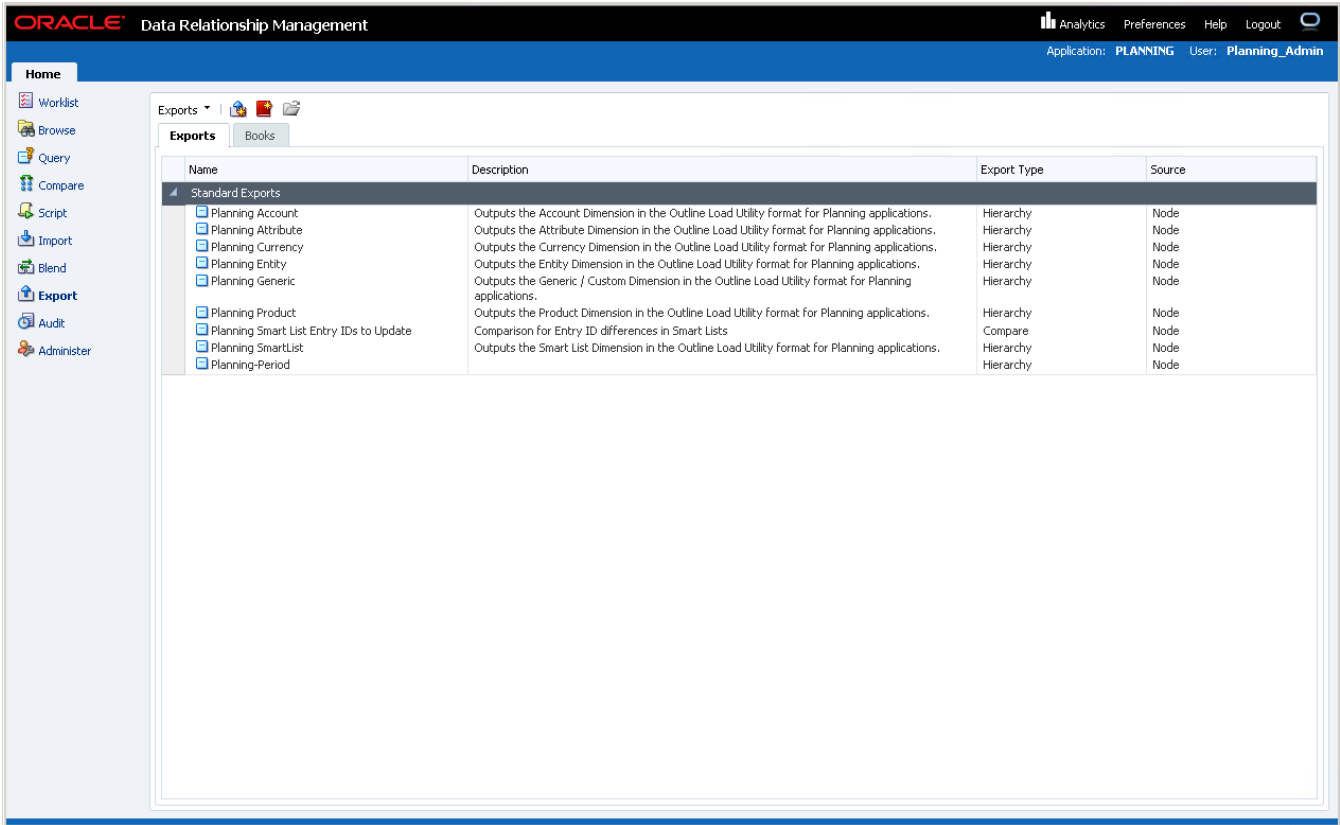 ORACLE Data Relationship Management Analytics Preferences Help Logout
Application: PLANNING User: Planning_Admin
Home
Worklist
Browse
Query
Compare
Script
Import
Blend
Export
Audit
Administer
Exports
Exports Books
Name Description Export Type Source
Standard Exports
Planning Account Outputs the Account Dimension in the Outline Load Utility format for Planning applications. Hierarchy Node
Planning Attribute Outputs the Attribute Dimension in the Outline Load Utility format for Planning applications. Hierarchy Node
Planning Currency Outputs the Currency Dimension in the Outline Load Utility format for Planning applications. Hierarchy Node
Planning Entity Outputs the Entity Dimension in the Outline Load Utility format for Planning applications. Hierarchy Node
Planning Generic Outputs the Generic / Custom Dimension in the Outline Load Utility format for Planning Hierarchy Node
applications.
Planning Product Outputs the Product Dimension in the Outline Load Utility format for Planning applications. Hierarchy Node
Planning Smart List Entry IDs to Update Comparison for Entry ID differences in Smart Lists Compare Node
Planning SmartList Outputs the Smart List Dimension in the Outline Load Utility format for Planning applications. Hierarchy Node
Planning-Period Hierarchy Node